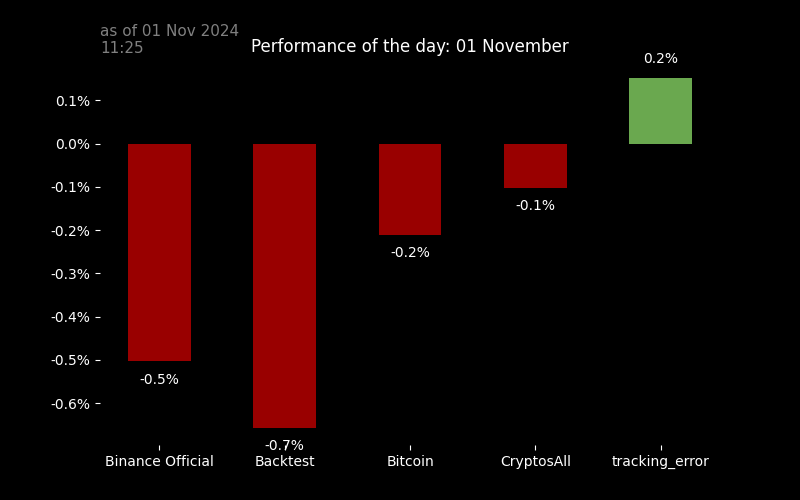 as of 01 Nov 2024
11:25
Performance of the day: 01 November
0.2%
0.1%
0.0%
-0.1%
-0.2%
-0.3%
-0.4%
-0.5%
-0.6%
-0.1%
-0.2%
-0.5%
-0.7%
Binance Official
Backtest
Bitcoin
CryptosAll
tracking_error